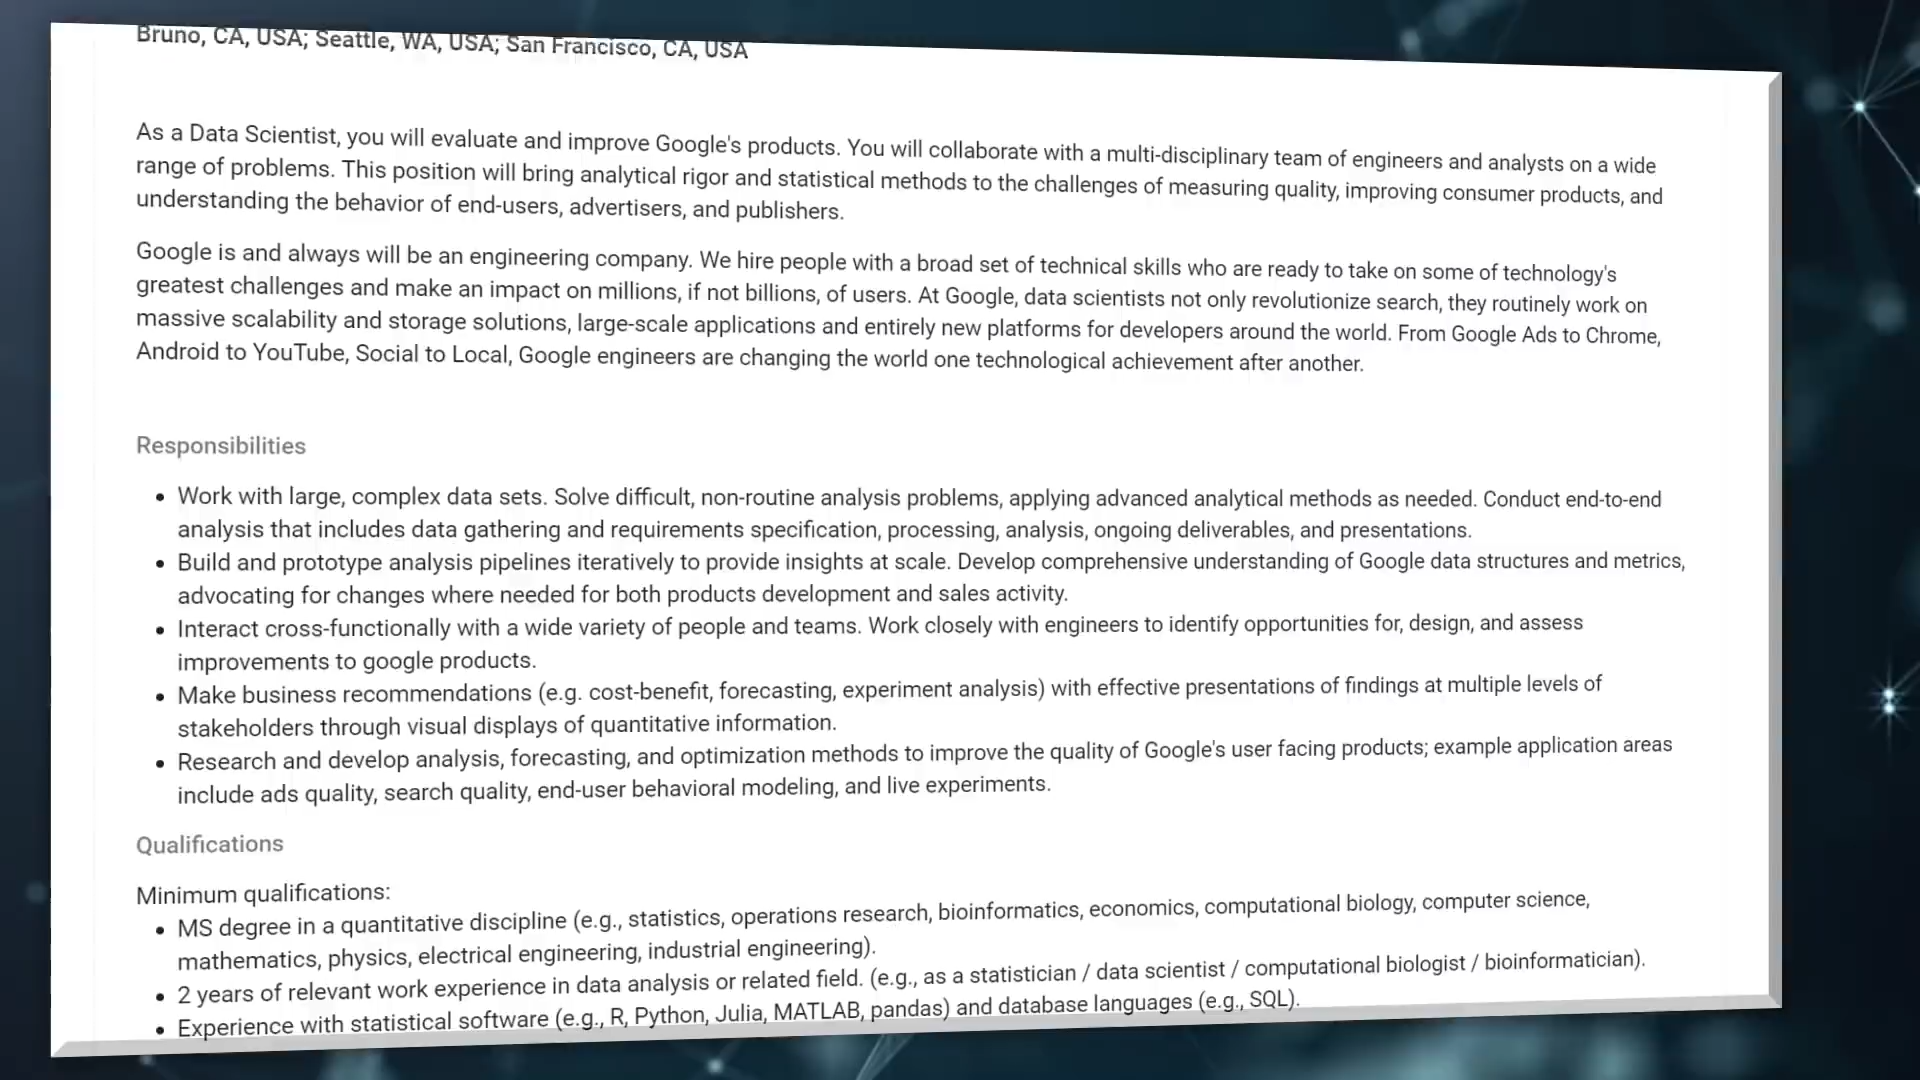 Bruno, CA, USA; Seattle, WA, USA; San Francisco, CA, USA
As a Data Scientist, you will evaluate and improve Google's products. You will collaborate with a multi-disciplinary team of engineers and analysts on a wide
range of problems. This position will bring analytical rigor and statistical methods to the challenges of measuring quality, improving consumer products, and
understanding the behavior of end-users, advertisers, and publishers.
Google is and always will be an engineering company. We hire people with a broad set of technical skills who are ready to take on some of technology's
greatest challenges and make an impact on millions, if not billions, of users. At Google, data scientists not only revolutionize search, they routinely work on
massive scalability and storage solutions, large-scale applications and entirely new platforms for developers around the world. From Google Ads to Chrome,
Android to YouTube, Social to Local, Google engineers are changing the world one technological achievement after another.
Responsibilities
• Work with large, complex data sets. Solve difficult, non-routine analysis problems, applying advanced analytical methods as needed. Conduct end-to-end
analysis that includes data gathering and requirements specification, processing, analysis, ongoing deliverables, and presentations.
• Build and prototype analysis pipelines iteratively to provide insights at scale. Develop comprehensive understanding of Google data structures and metrics,
advocating for changes where needed for both products development and sales activity.
• Interact cross-functionally with a wide variety of people and teams. Work closely with engineers to identify opportunities for, design, and assess
improvements to google products.
• Make business recommendations (e.g. cost-benefit, forecasting, experiment analysis) with effective presentations of findings at multiple levels of
stakeholders through visual displays of quantitative information.
• Research and develop analysis, forecasting, and optimization methods to improve the quality of Google's user facing products; example application areas
include ads quality, search quality, end-user behavioral modeling, and live experiments.
Qualifications
Minimum qualifications:
• MS degree in a quantitative discipline (e.g., statistics, operations research, bioinformatics, economics, computational biology, computer science,
mathematics, physics, electrical engineering, industrial engineering).
• 2 years of relevant work experience in data analysis or related field. (e.g., as a statistician / data scientist / computational biologist / bioinformatician).
• Experience with statistical software (e.g., R, Python, Julia, MATLAB, pandas) and database languages (e.g., SQL).